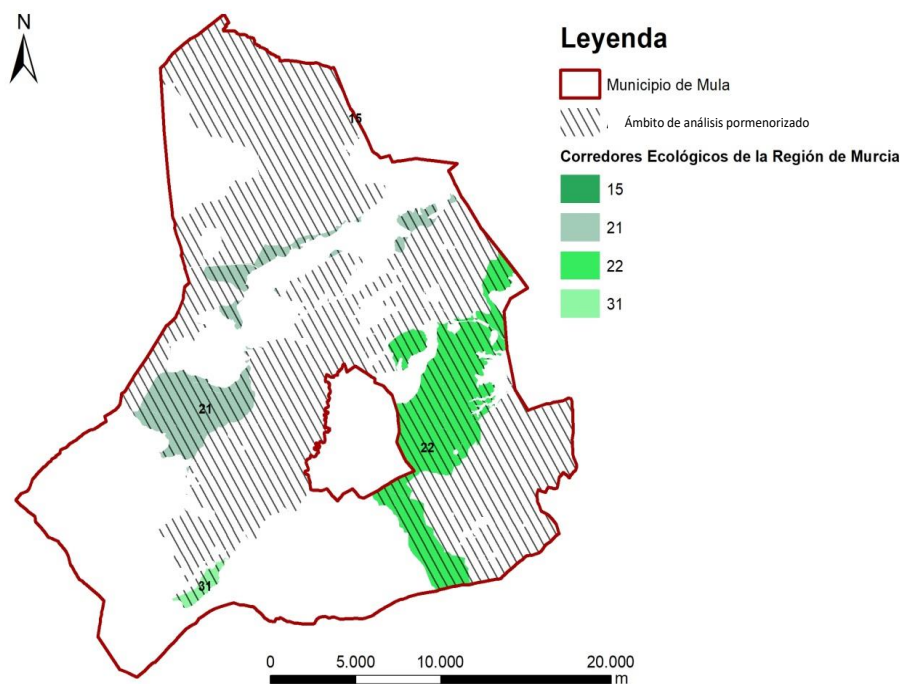 N
Leyenda
Municipio de Mula
Ámbito de análisis pormenorizado
Corredores Ecológicos de la Región de Murcia
15
21
22
31
15
21
22
31
0 5.000 10.000 20.000
m